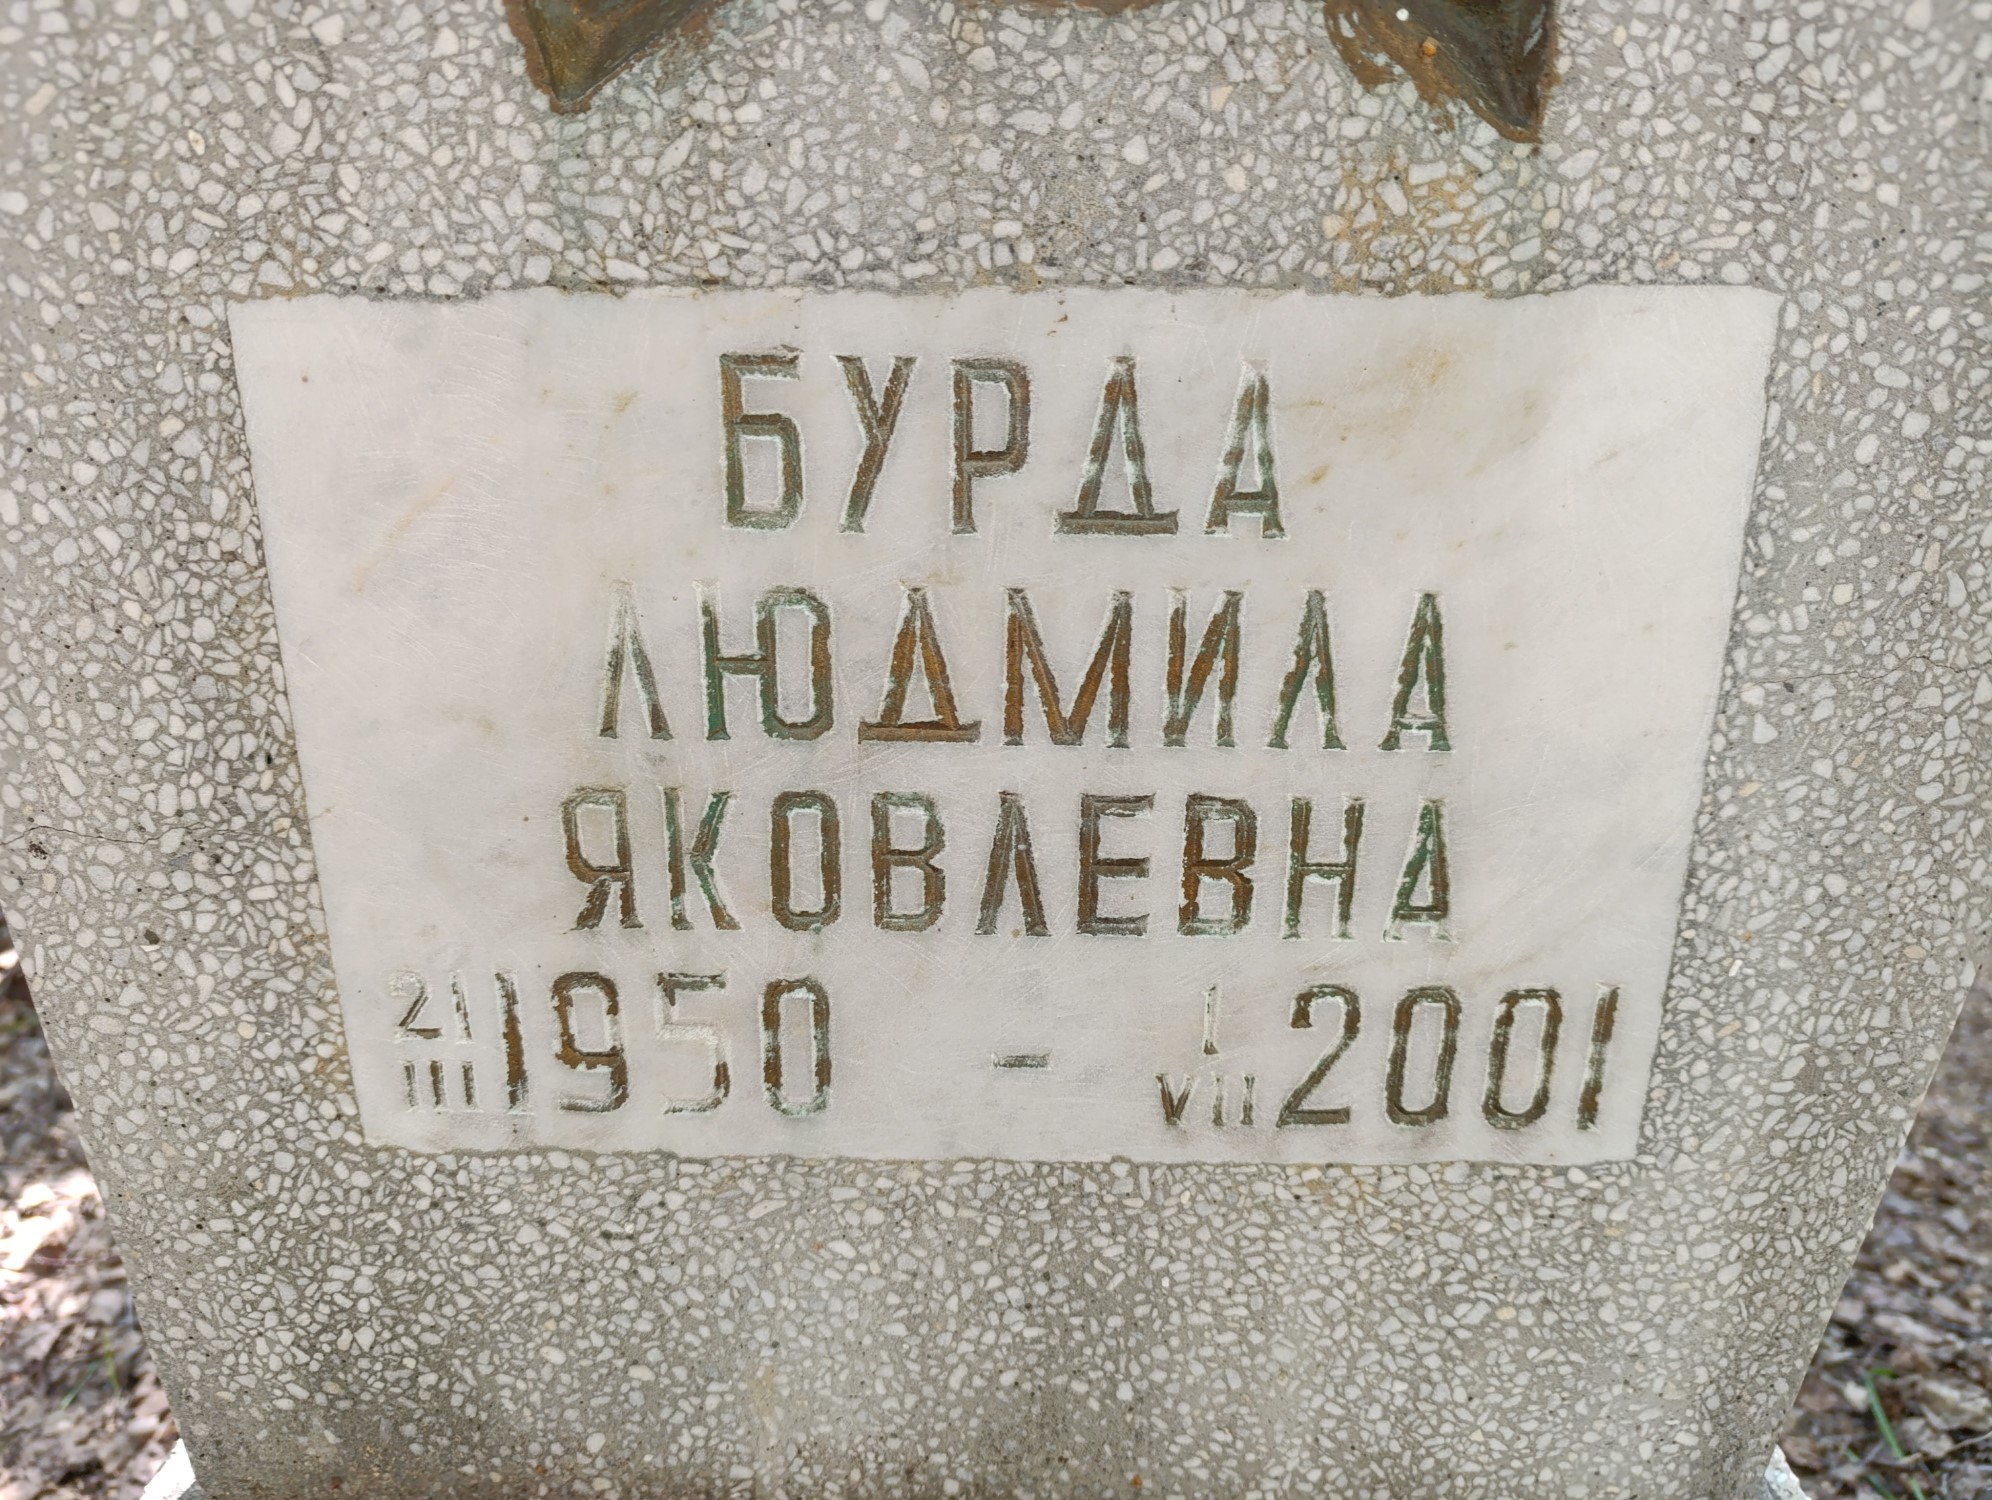 БУРДА
ЛЮДМИЛА
ЯКОВЛЕВНА
21 III 1950 - 1 VII 2001